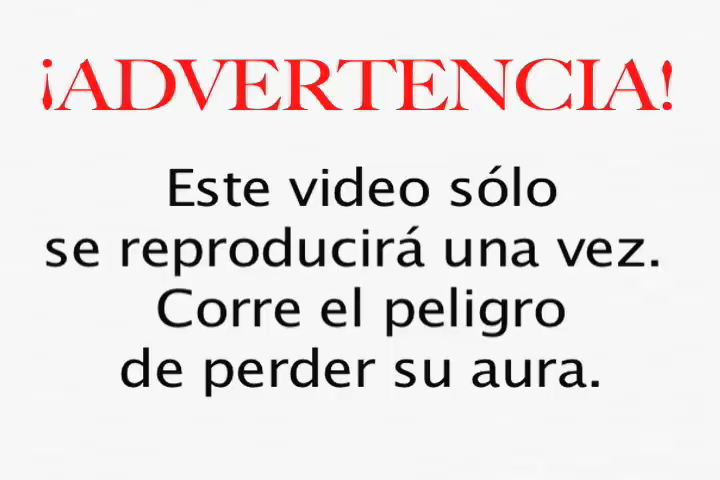 ¡ADVERTENCIA!
Este video sólo
se reproducirá una vez.
Corre el peligro
de perder su aura.